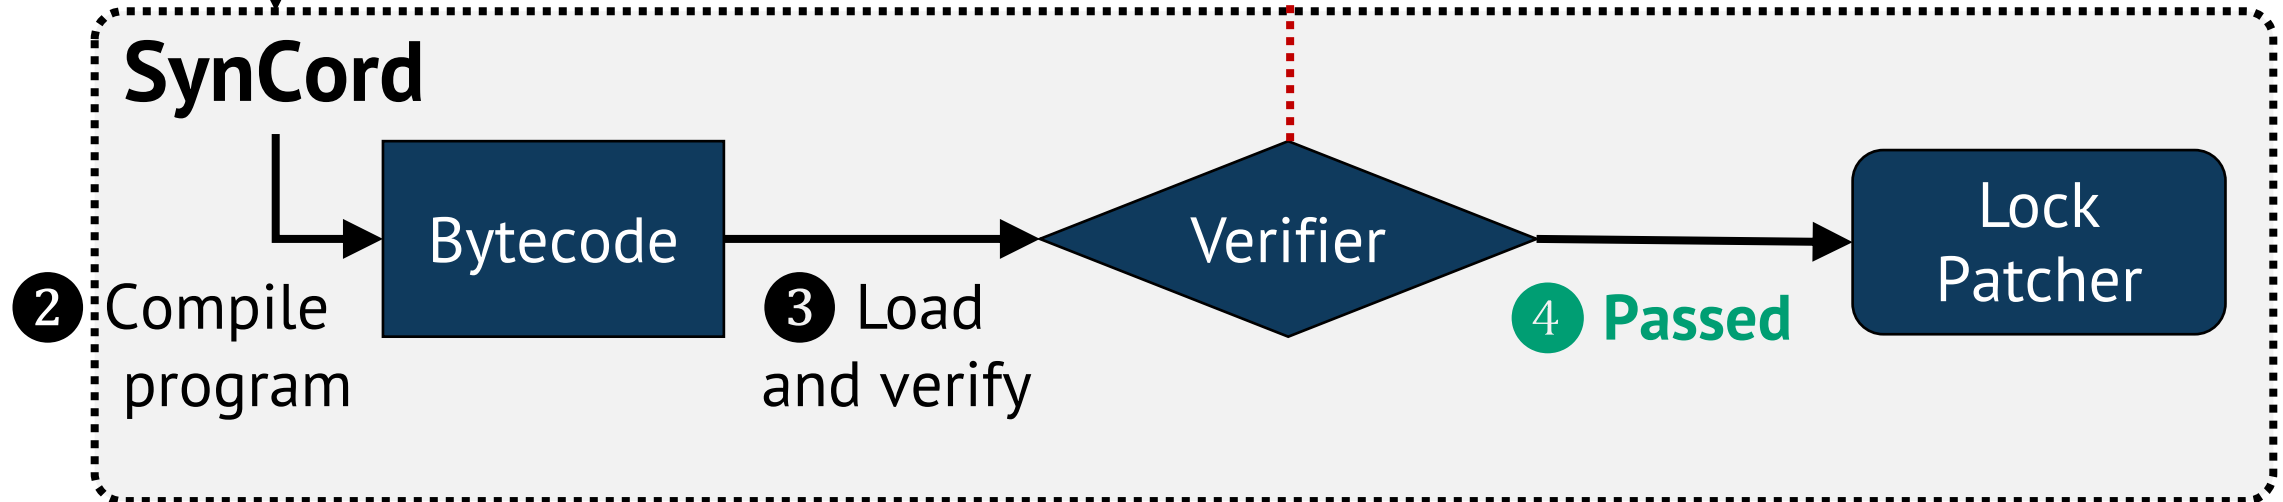 SynCord
Bytecode
Verifier
Lock
Patcher
2 Compile
program
3 Load
and verify
4 Passed